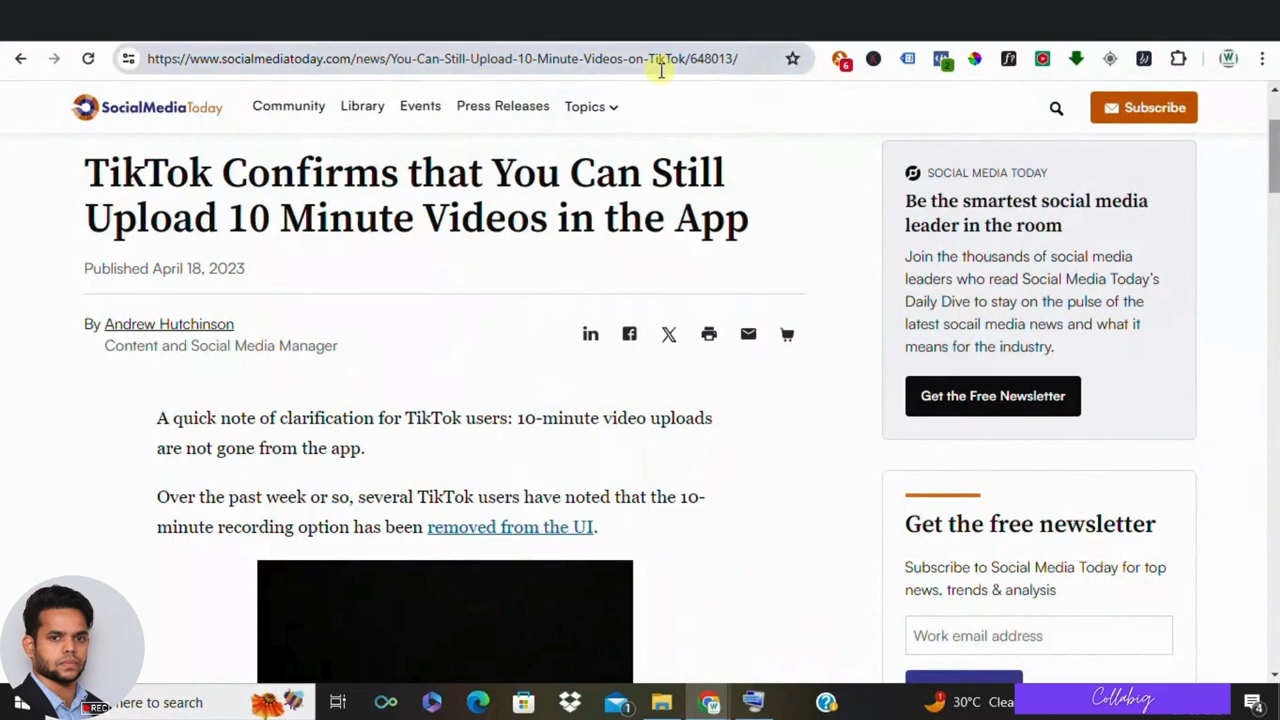 https://www.socialmediatoday.com/news/You-Can-Still-Upload-10-Minute-Videos-on-TikTok/648013/
6
2
SocialMediaToday
Community
Library
Events
Press Releases
Topics
Subscribe
TikTok Confirms that You Can Still
Upload 10 Minute Videos in the App
Published April 18, 2023
By Andrew Hutchinson
Content and Social Media Manager
A quick note of clarification for TikTok users: 10-minute video uploads
are not gone from the app.
Over the past week or so, several TikTok users have noted that the 10-
minute recording option has been removed from the UI.
SOCIAL MEDIA TODAY
Be the smartest social media
leader in the room
Join the thousands of social media
leaders who read Social Media Today's
Daily Dive to stay on the pulse of the
latest socail media news and what it
means for the industry.
Get the Free Newsletter
Get the free newsletter
Subscribe to Social Media Today for top
news, trends & analysis
Work email address
REC
here to search
1
30°C Clea
Collabig
4